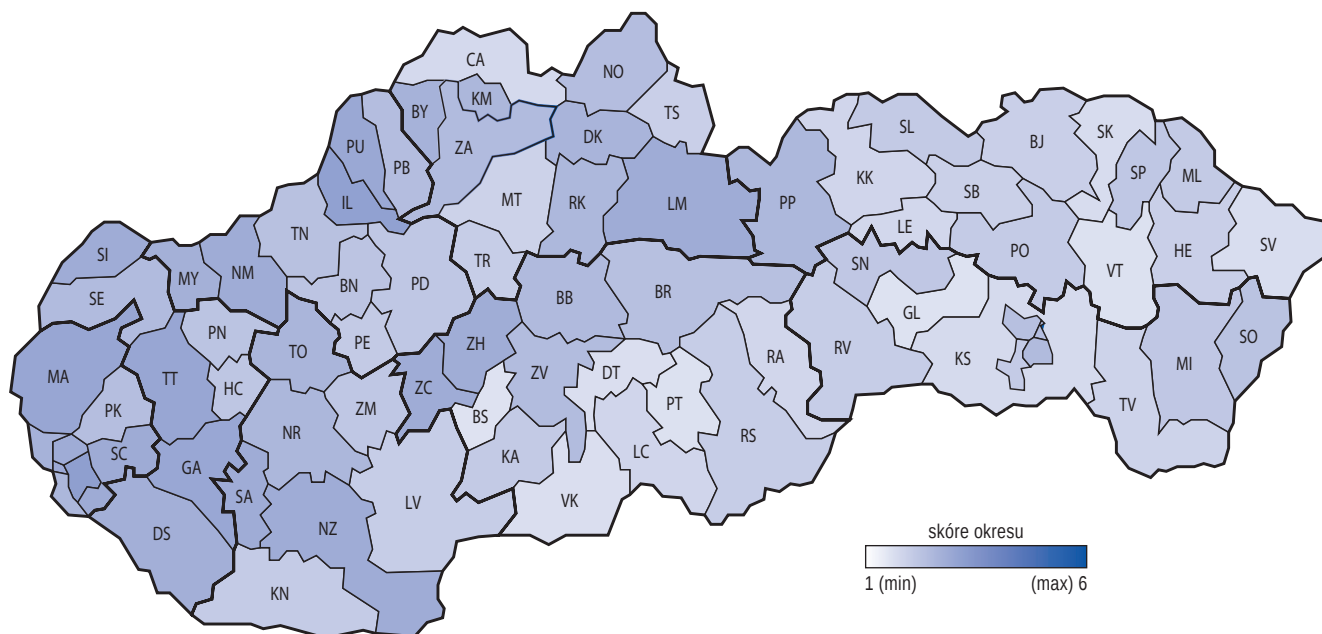 CA
NO
KM
BY
TS
PU
PB
ZA
DK
SL
BJ
SK
SP
ML
IL
MT
RK
LM
PP
KK
SB
LE
TN
SI
MY
NM
TR
PO
HE
SV
SN
VT
SE
BN
PD
BB
BR
GL
PN
TO
PE
ZH
RV
KS
SO
MA
TT
HC
ZC
ZV
DT
RA
MI
PK
ZM
BS
PT
TV
NR
RS
SC
GA
KA
LC
SA
LV
VK
NZ
DS
KN
skóre okresu
1 (min)
(max) 6